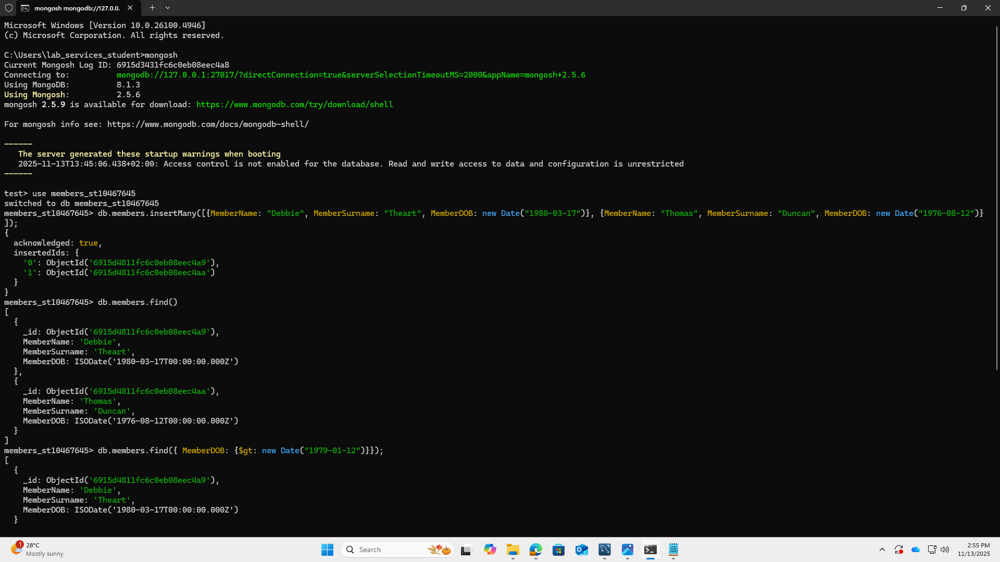 mongosh mongodb://127.0.0.
Microsoft Windows [Version 10.0.26100.4946]
(c) Microsoft Corporation. All rights reserved.
C:\Users\lab_services_student>mongosh
Current Mongosh Log ID: 6915d3431fc6c0eb08eec4a8
Connecting to: mongodb://127.0.0.1:27017/?directConnection=true&serverSelectionTimeoutMS=2000&appName=mongosh+2.5.6
Using MongoDB: 8.1.3
Using Mongosh: 2.5.6
mongosh 2.5.9 is available for download: https://www.mongodb.com/try/download/shell
For mongosh info see: https://www.mongodb.com/docs/mongodb-shell/
------
The server generated these startup warnings when booting
2025-11-13T13:45:06.438+02:00: Access control is not enabled for the database. Read and write access to data and configuration is unrestricted
------
test> use members_st10467645
switched to db members_st10467645
members_st10467645> db.members.insertMany([{MemberName: "Debbie", MemberSurname: "Theart", MemberDOB: new Date("1980-03-17")}, {MemberName: "Thomas", MemberSurname: "Duncan", MemberDOB: new Date("1976-08-12")}
]);
{
acknowledged: true,
insertedIds: {
'0': ObjectId('6915d4811fc6c0eb08eec4a9'),
'1': ObjectId('6915d4811fc6c0eb08eec4aa')
}
}
members_st10467645> db.members.find()
[
{
_id: ObjectId('6915d4811fc6c0eb08eec4a9'),
MemberName: 'Debbie',
MemberSurname: 'Theart',
MemberDOB: ISODate('1980-03-17T00:00:00.000Z')
},
{
_id: ObjectId('6915d4811fc6c0eb08eec4aa'),
MemberName: 'Thomas',
MemberSurname: 'Duncan',
MemberDOB: ISODate('1976-08-12T00:00:00.000Z')
}
]
members_st10467645> db.members.find({ MemberDOB: {$gt: new Date("1979-01-12")}});
[
{
_id: ObjectId('6915d4811fc6c0eb08eec4a9'),
MemberName: 'Debbie',
MemberSurname: 'Theart',
MemberDOB: ISODate('1980-03-17T00:00:00.000Z')
}
1
28°C
Mostly sunny
Search
2:55 PM
11/13/2025